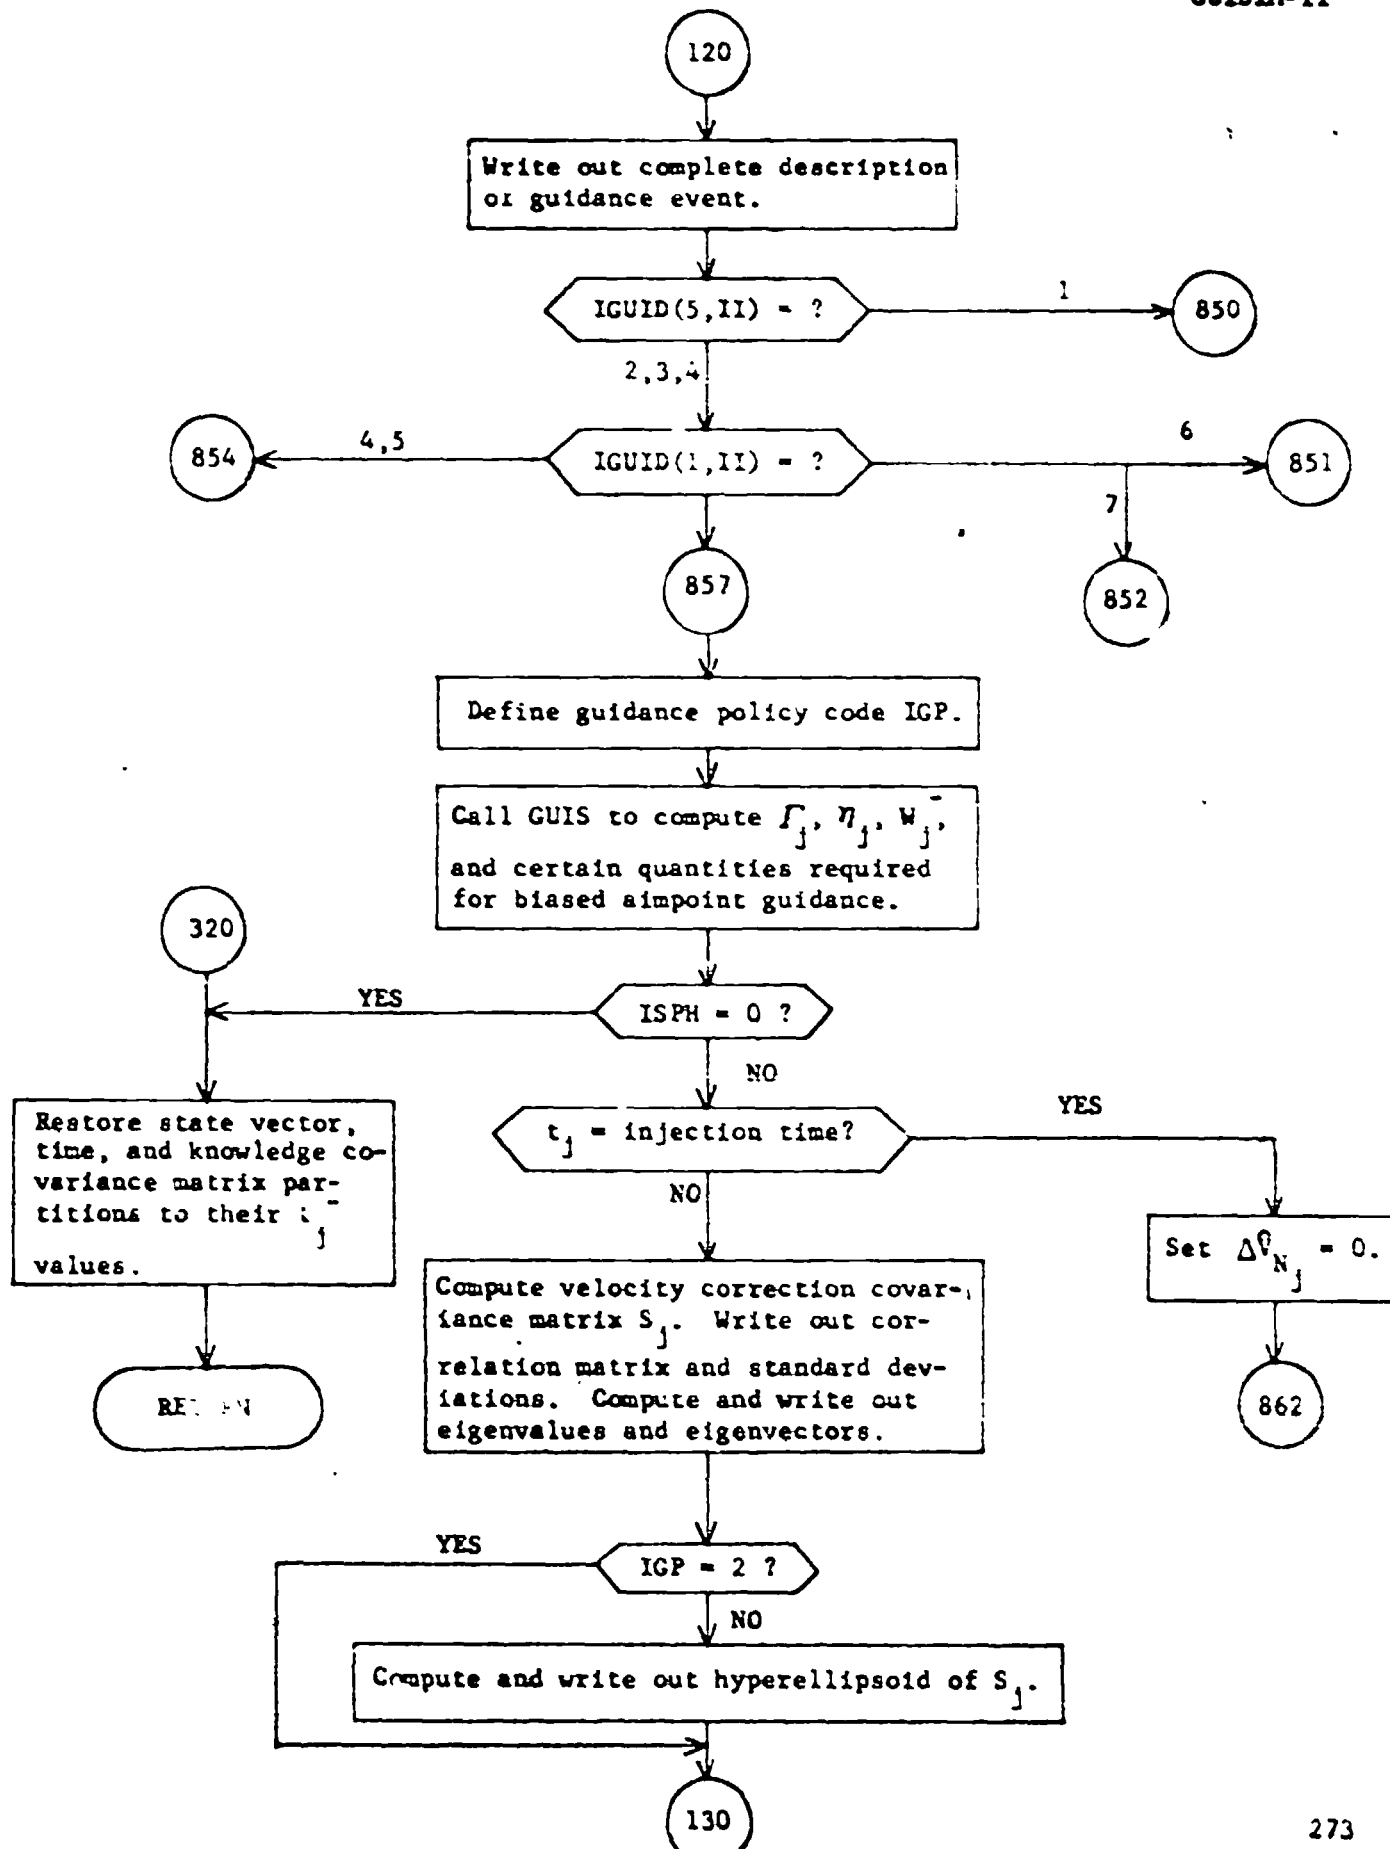 120
Write out complete description
or guidance event.
IGUID(5,II) = ?
1
850
2,3,4
854
4,5
IGUID(1,II) = ?
6
851
7
857
852
Define guidance policy code IGP.
Call GUIS to compute Γj, ηj, Wj⁻,
and certain quantities required
for biased aimpoint guidance.
320
YES
ISPH = 0 ?
NO
Restore state vector,
time, and knowledge co-
variance matrix par-
titions to their tj⁻
values.
tj = injection time?
YES
NO
Set ΔV̂Nj = 0.
Compute velocity correction covar-
iance matrix Sj. Write out cor-
relation matrix and standard dev-
iations. Compute and write out
eigenvalues and eigenvectors.
862
YES
IGP = 2 ?
NO
Compute and write out hyperellipsoid of Sj.
130
273